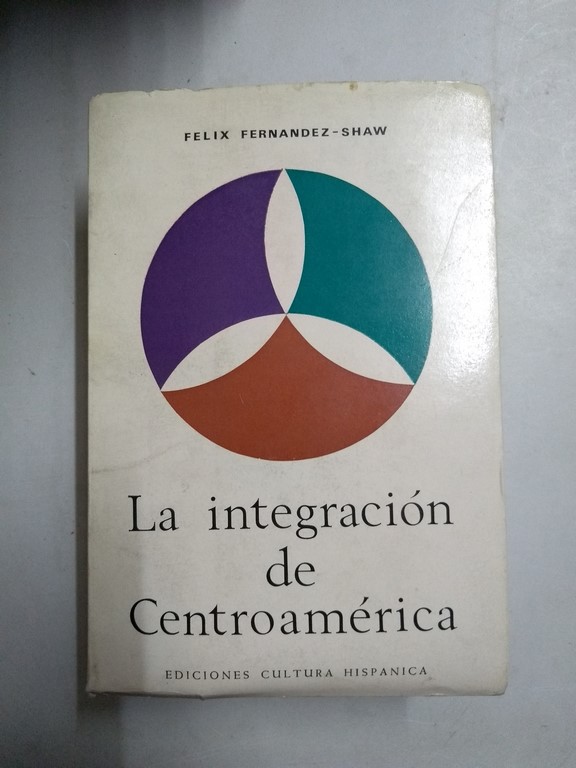 FELIX FERNANDEZ-SHAW
La integración
de
Centroamérica
EDICIONES CULTURA HISPANICA